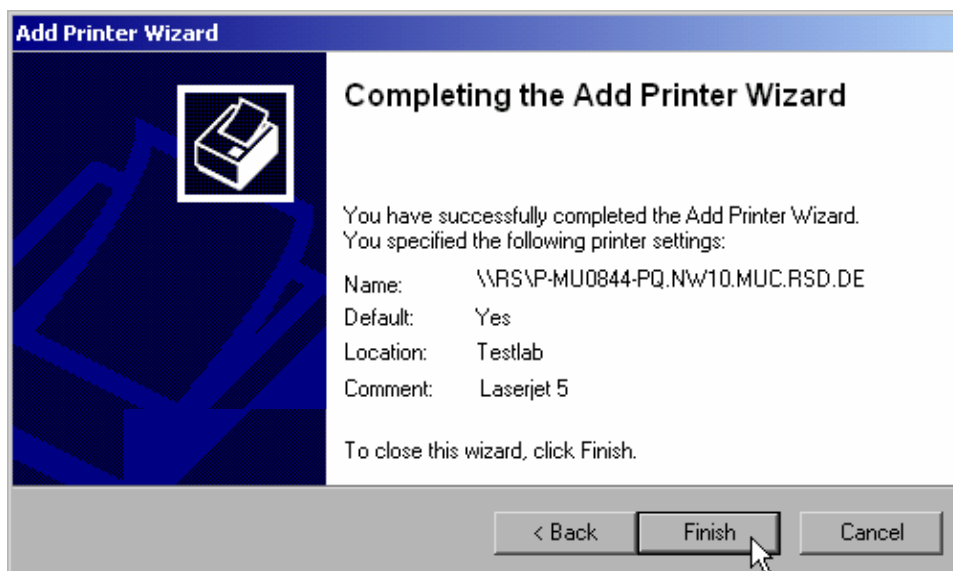 Add Printer Wizard
Completing the Add Printer Wizard
You have successfully completed the Add Printer Wizard.
You specified the following printer settings:
Name: \\RS\P-MU0844-PQ.NW10.MUC.RSD.DE
Default: Yes
Location: Testlab
Comment: Laserjet 5
To close this wizard, click Finish.
< Back Finish Cancel